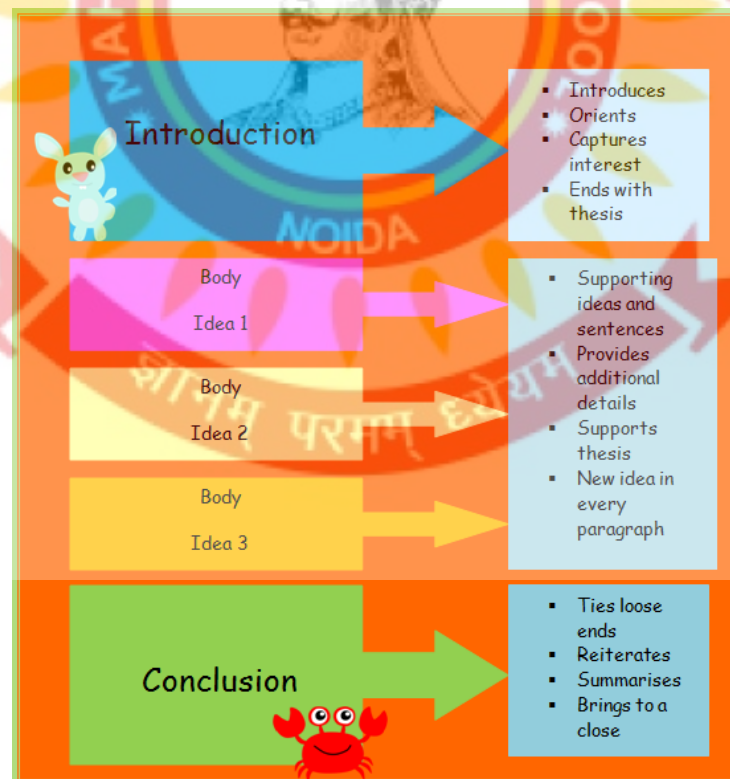 Introduction
▪ Introduces
▪ Orients
▪ Captures
interest
▪ Ends with
thesis
NOIDA
Body
Idea 1
Body
Idea 2
Body
Idea 3
▪ Supporting
ideas and
sentences
▪ Provides
additional
details
▪ Supports
thesis
▪ New idea in
every
paragraph
ज्ञानम् परमम् ध्येयम्
Conclusion
▪ Ties loose
ends
▪ Reiterates
▪ Summarises
▪ Brings to a
close